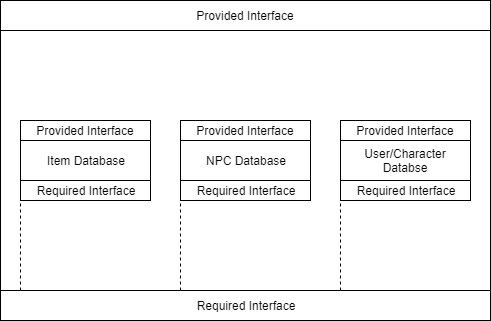 Provided Interface
Provided Interface
Provided Interface
Provided Interface
Item Database
NPC Database
User/Character
Databse
Required Interface
Required Interface
Required Interface
Required Interface